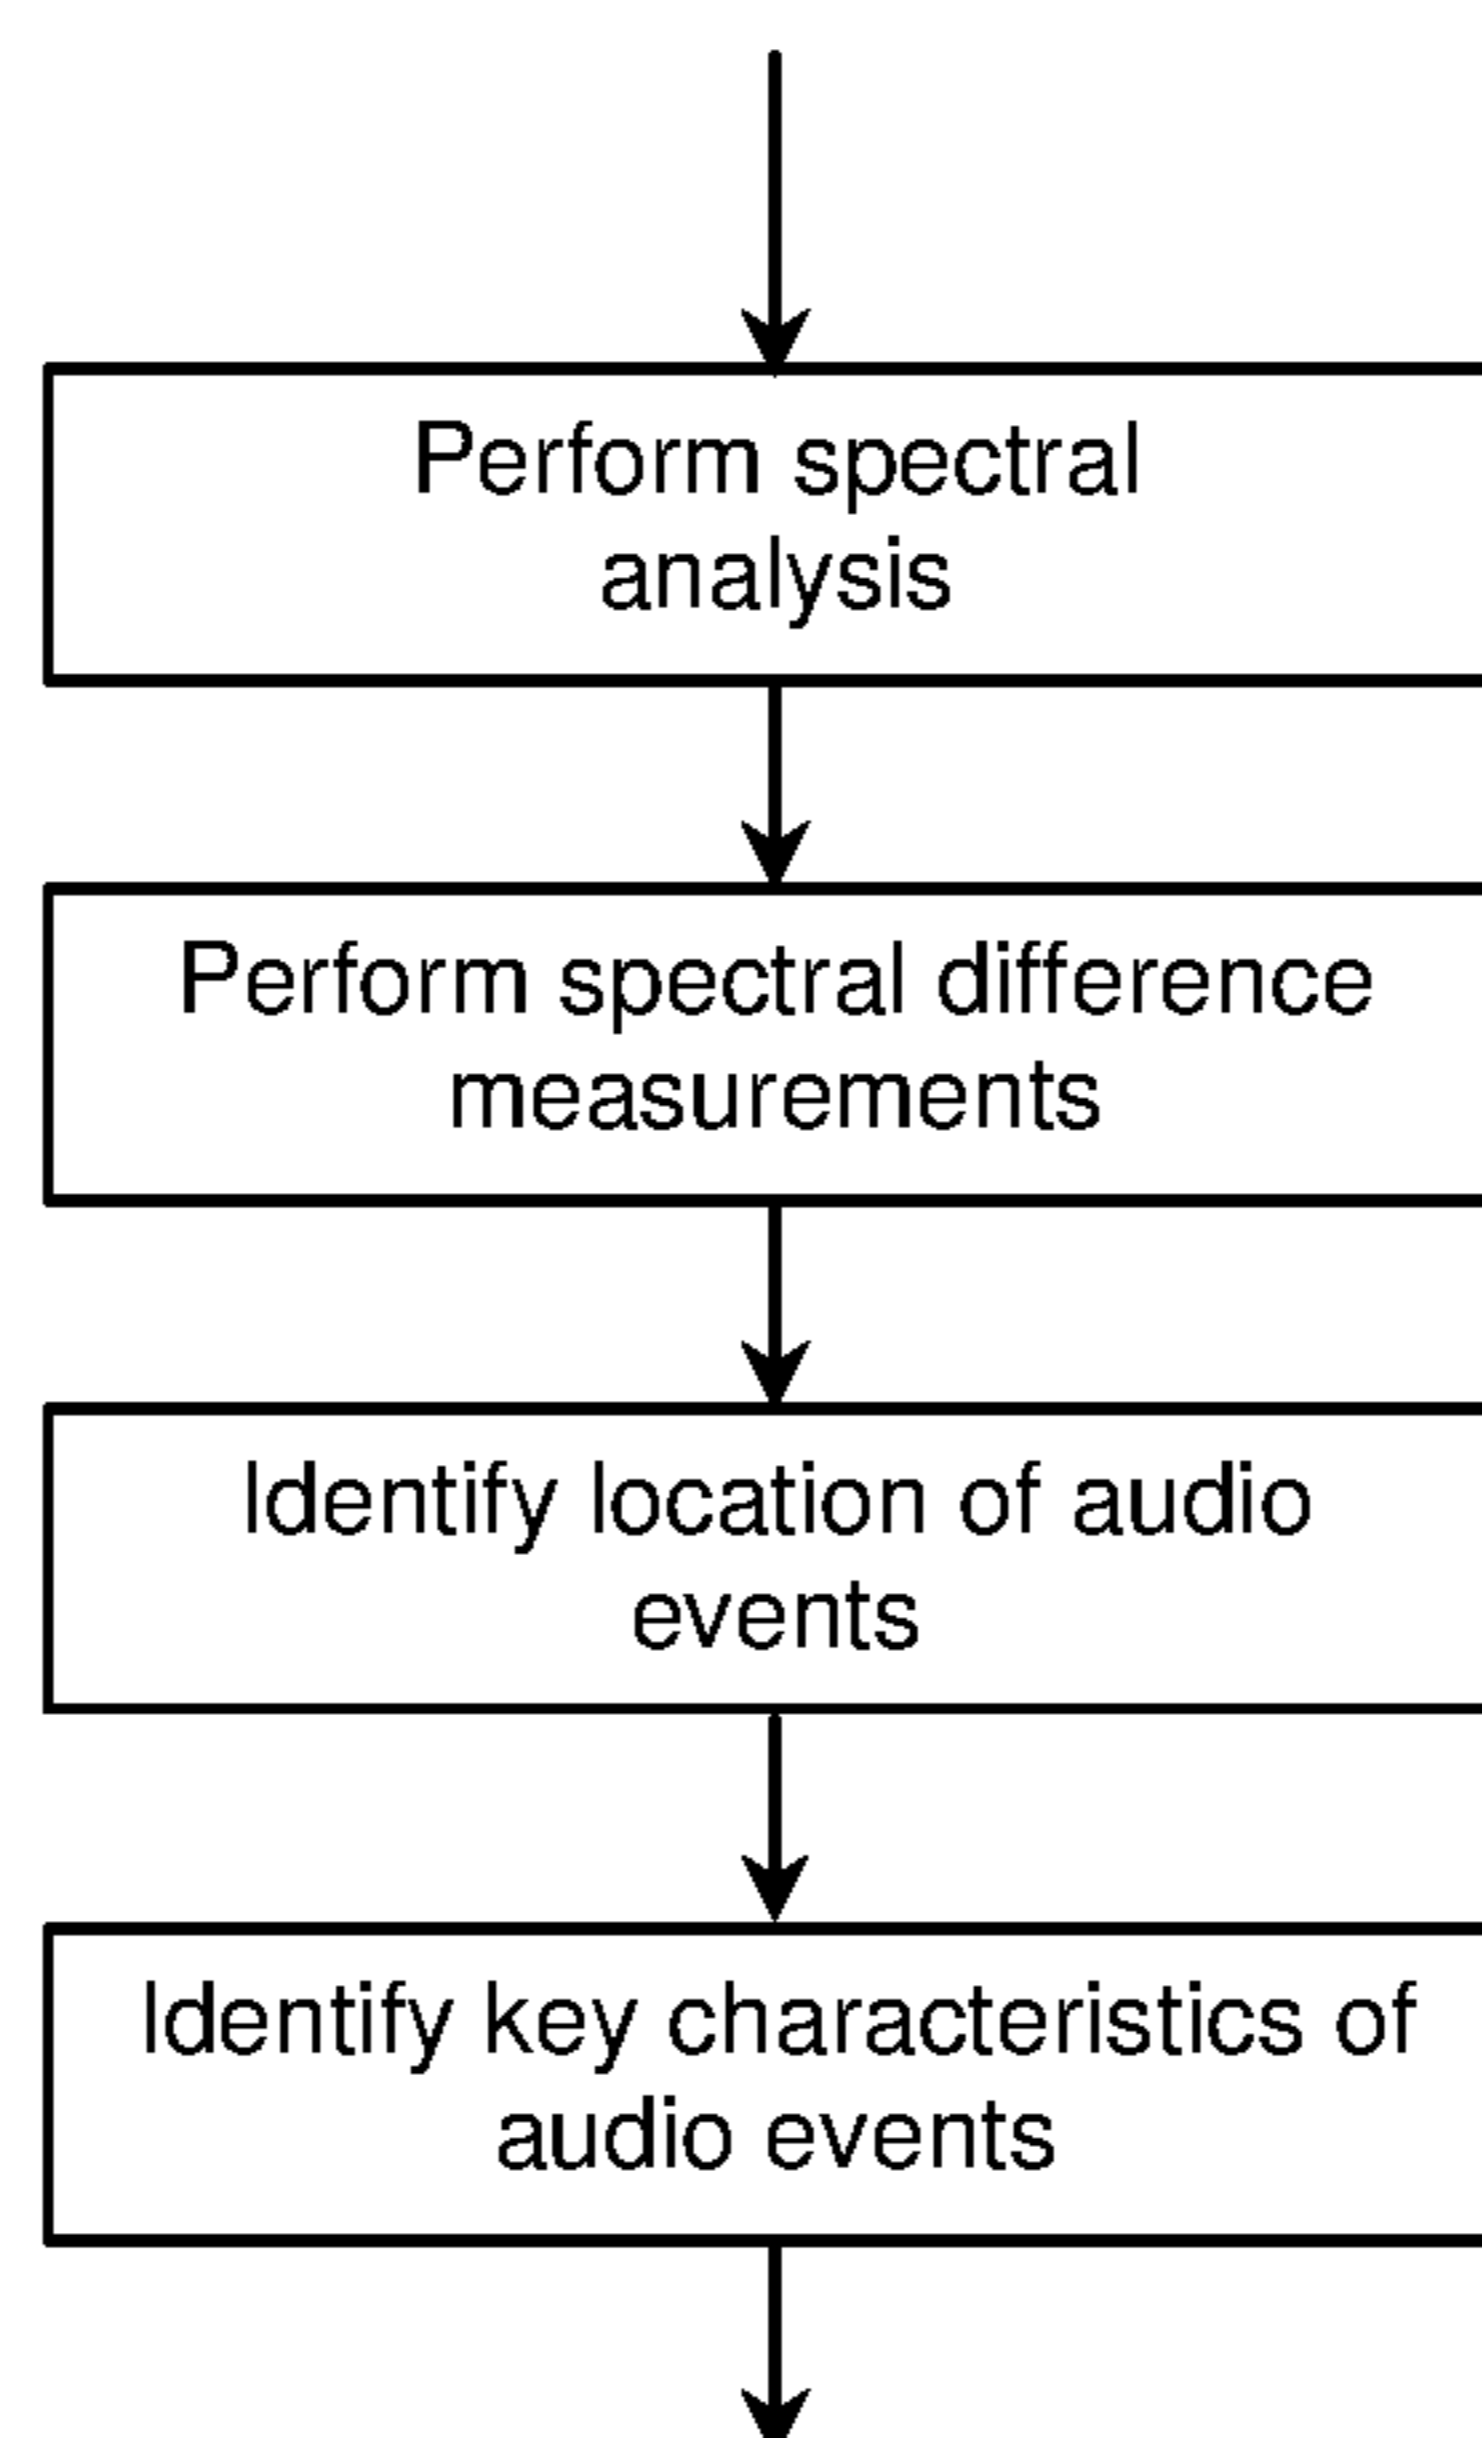 Perform spectral
analysis
Perform spectral difference
measurements
Identify location of audio
events
Identify key characteristics of
audio events